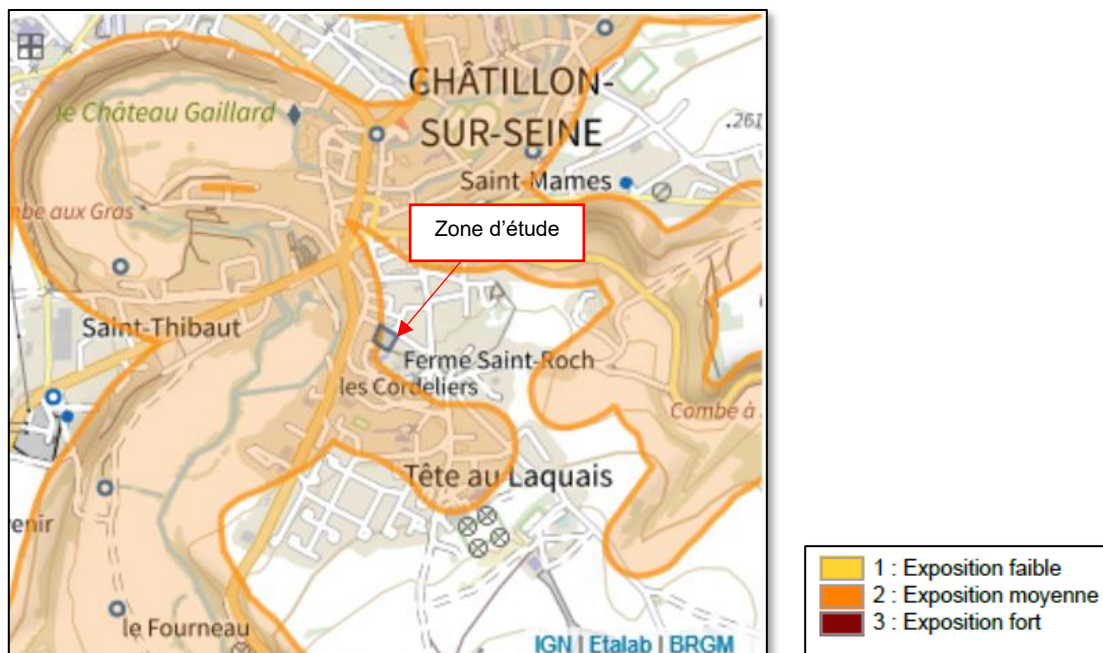 CHÂTILLON-
SUR-SEINE
le Château Gaillard
.261
Saint-Mames
be aux Gras
Zone d'étude
Saint-Thibaut
Ferme Saint-Roch
les Cordeliers
Combe à
Tête au Laquais
enir
le Fourneau
IGN | Etalab | BRGM
1 : Exposition faible
2 : Exposition moyenne
3 : Exposition fort